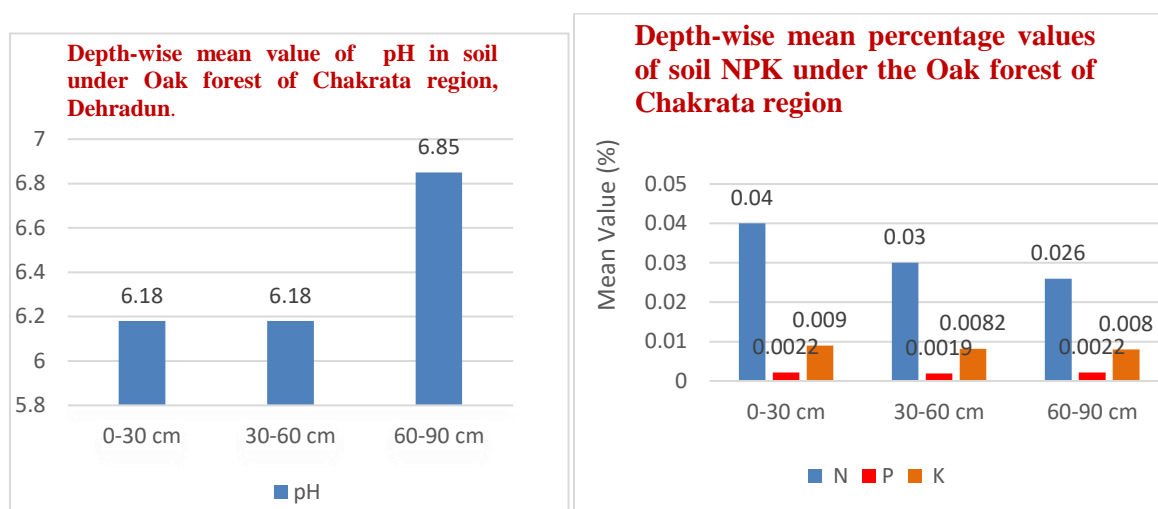 Depth-wise mean value of pH in soil
under Oak forest of Chakrata region,
Dehradun.
7
6.8
6.6
6.4
6.2
6
5.8
6.18
6.18
6.85
0-30 cm
30-60 cm
60-90 cm
pH
Depth-wise mean percentage values
of soil NPK under the Oak forest of
Chakrata region
Mean Value (%)
0.05
0.04
0.03
0.02
0.01
0
0.04
0.03
0.026
0.0022
0.009
0.0019
0.0082
0.0022
0.008
0-30 cm
30-60 cm
60-90 cm
N P K